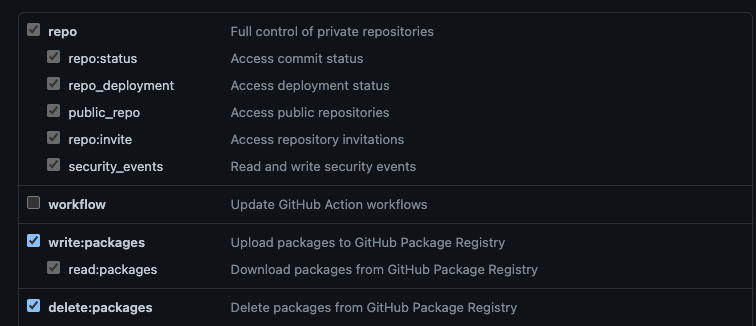 repo Full control of private repositories
repo:status Access commit status
repo_deployment Access deployment status
public_repo Access public repositories
repo:invite Access repository invitations
security_events Read and write security events
workflow Update GitHub Action workflows
write:packages Upload packages to GitHub Package Registry
read:packages Download packages from GitHub Package Registry
delete:packages Delete packages from GitHub Package Registry